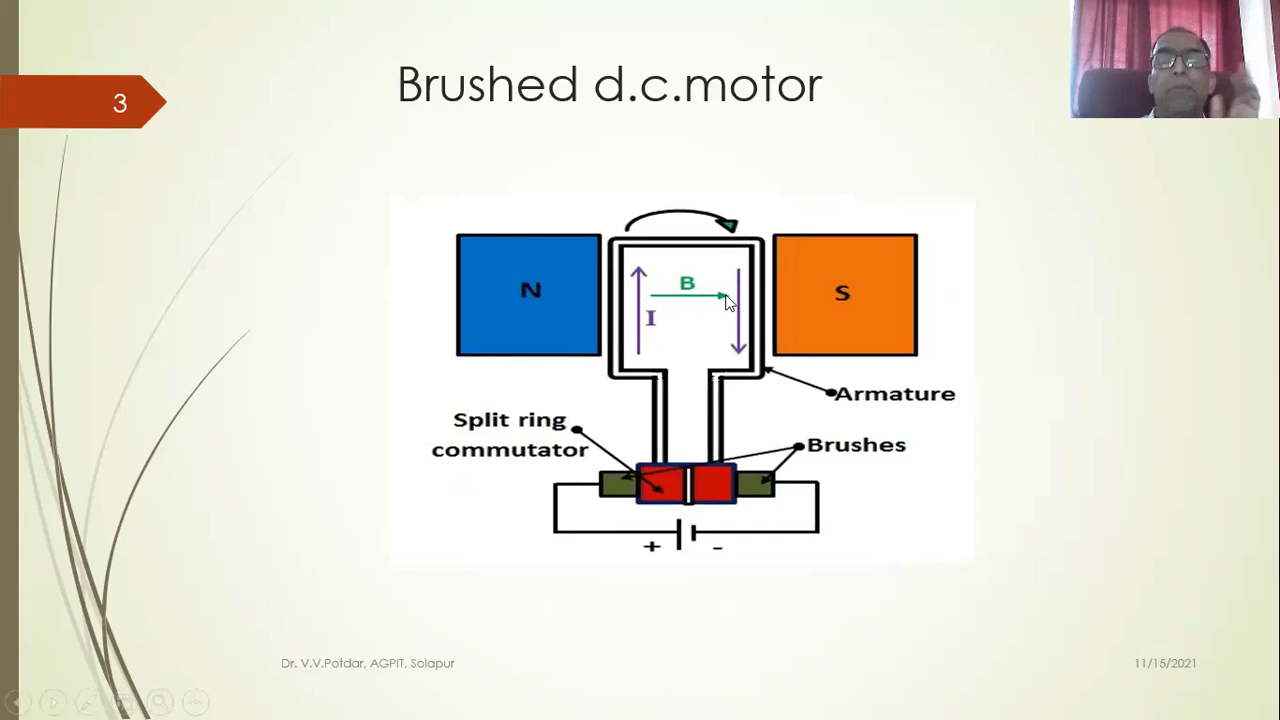 3
Brushed d.c.motor
N
B
I
S
Armature
Split ring
commutator
Brushes
+ -
Dr. V.V.Potdar, AGPIT, Solapur
11/15/2021